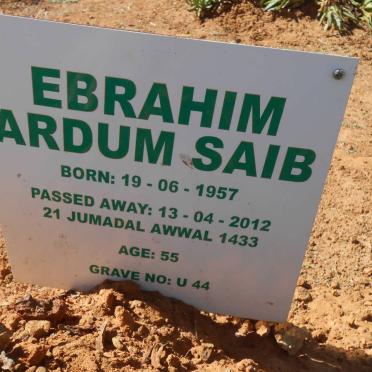 EBRAHIM
ARDUM SAIB
BORN: 19 - 06 - 1957
PASSED AWAY: 13 - 04 - 2012
21 JUMADAL AWWAL 1433
AGE: 55
GRAVE NO: U 44